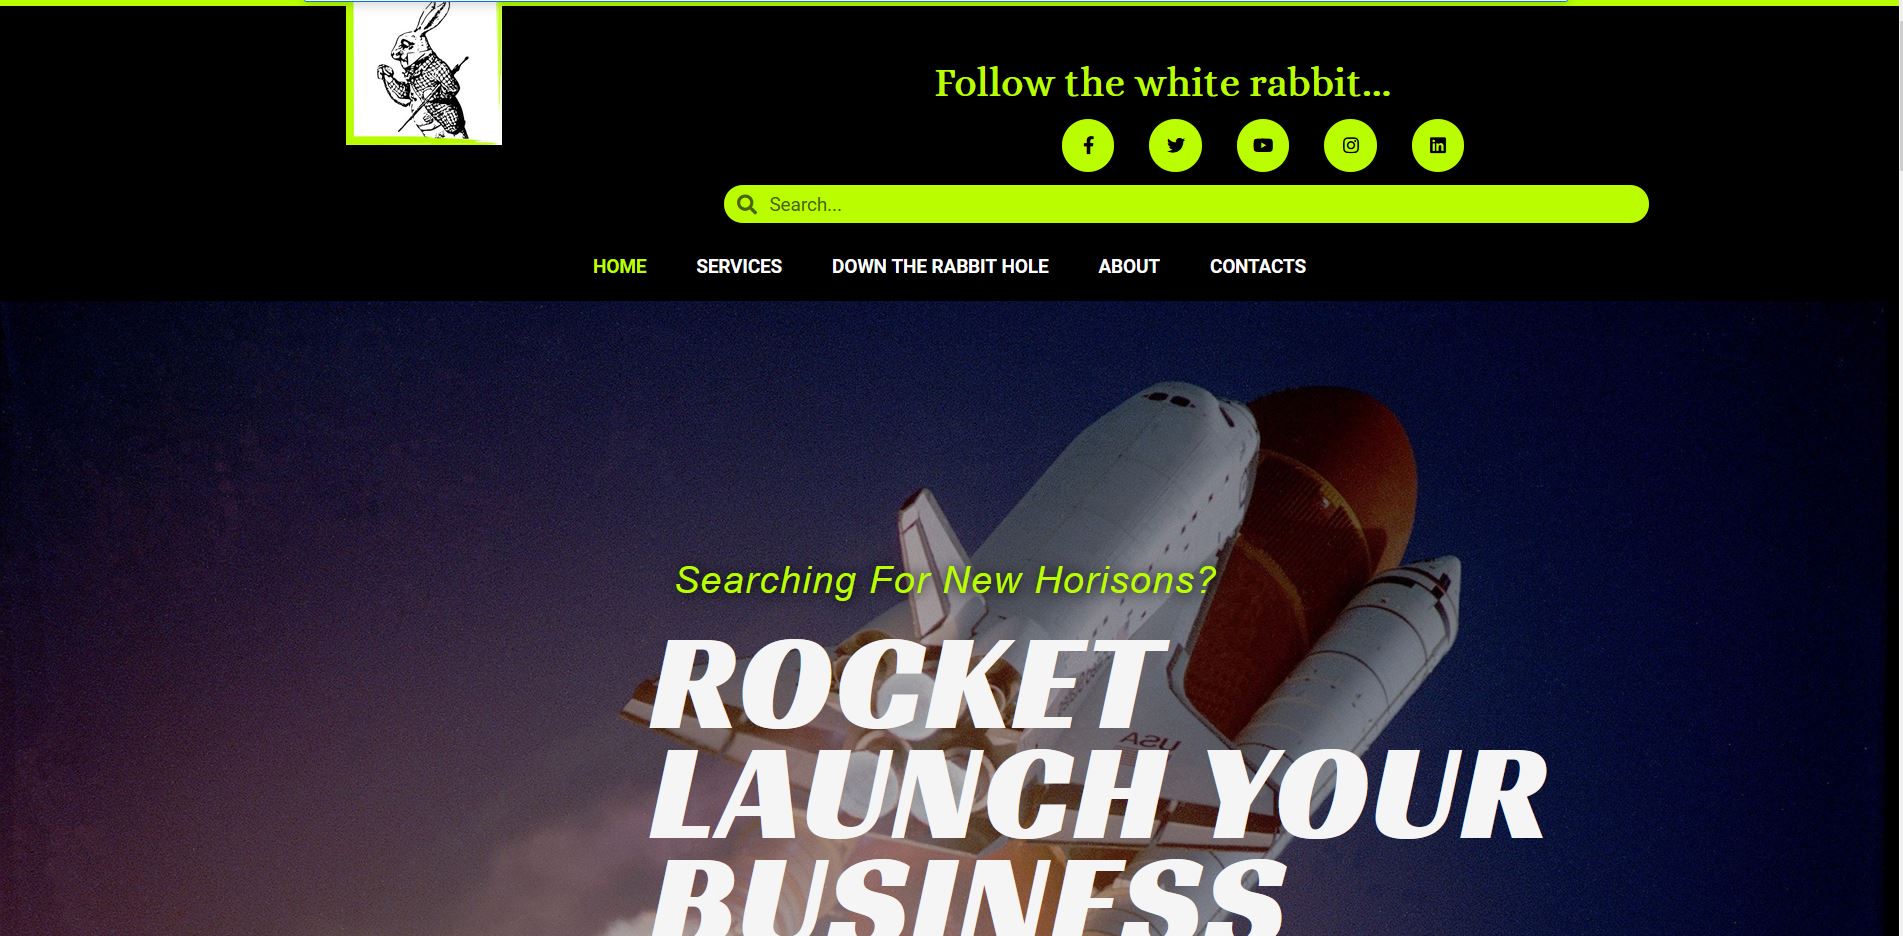 Follow the white rabbit...
Search...
HOME SERVICES DOWN THE RABBIT HOLE ABOUT CONTACTS
Searching For New Horisons?
ROCKET
LAUNCH YOUR
BUSINESS
USA